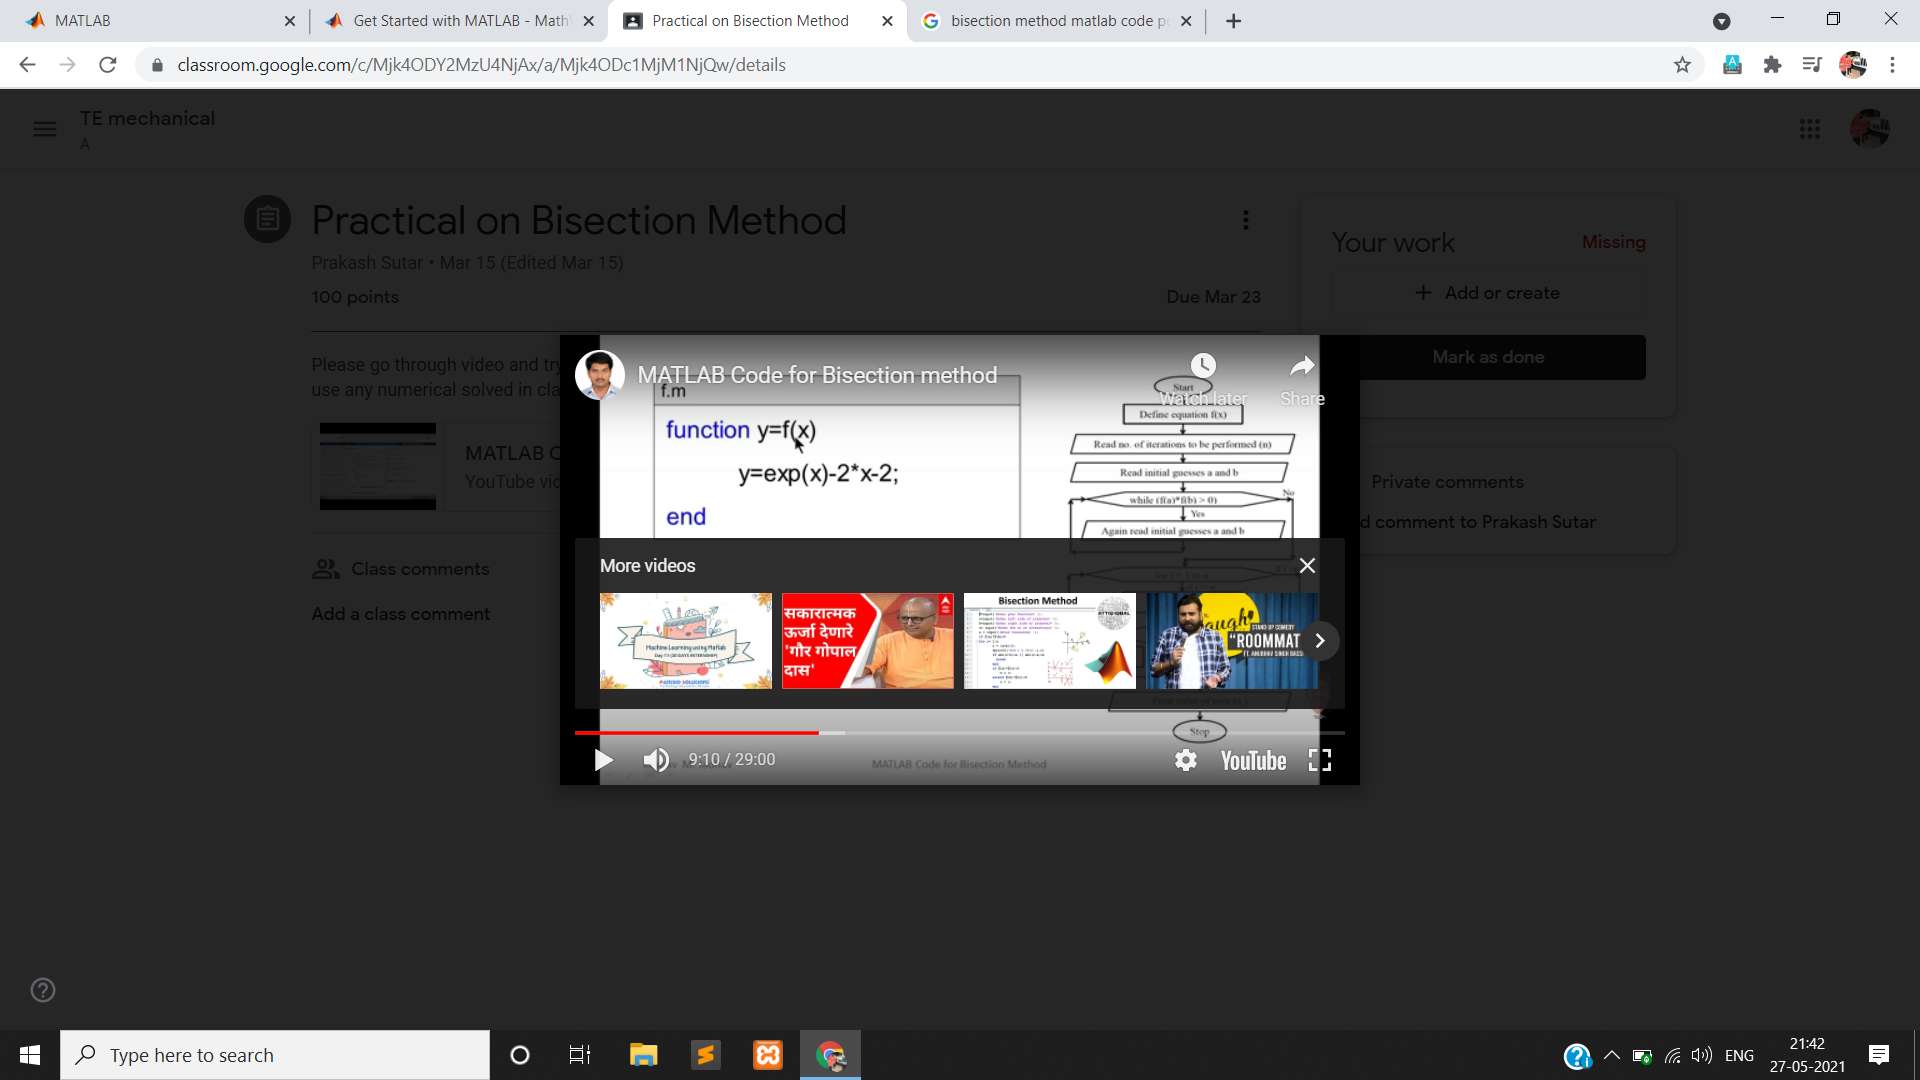 MATLAB
Get Started with MATLAB - Math
Practical on Bisection Method
bisection method matlab code
classroom.google.com/c/Mjk4ODY2MzU4NjAx/a/Mjk4ODc1MjM1NjQw/details
TE mechanical
A
Practical on Bisection Method
Prakash Sutar • Mar 15 (Edited Mar 15)
100 points
Due Mar 23
Your work
Missing
+ Add or create
Mark as done
Please go through video and try
use any numerical solved in cla
MATLAB C
YouTube vid
Class comments
Add a class comment
Private comments
d comment to Prakash Sutar
MATLAB Code for Bisection method
Watch later
Share
f.m
function y=f(x)
y=exp(x)-2*x-2;
end
Start
Define equation f(x)
Read no. of iterations to be performed (n)
Read initial guesses a and b
while (f(a)*f(b) > 0)
No
Yes
Again read initial guesses a and b
More videos
Machine Learning using Matlab
सकारात्मक
ऊर्जा देणारे
'गौर गोपाल
दास'
Bisection Method
STAND-UP COMEDY
"ROOMMAT
Stop
9:10 / 29:00
MATLAB Code for Bisection Method
YouTube
Type here to search
ENG
21:42
27-05-2021